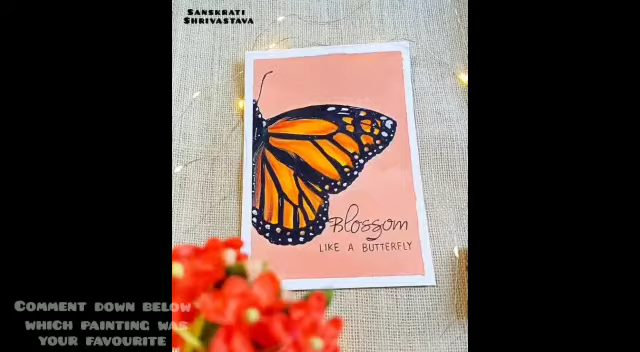 Sanskrati
Shrivastava
Blossom
LIKE A BUTTERFLY
Comment down below
which painting was
your favourite